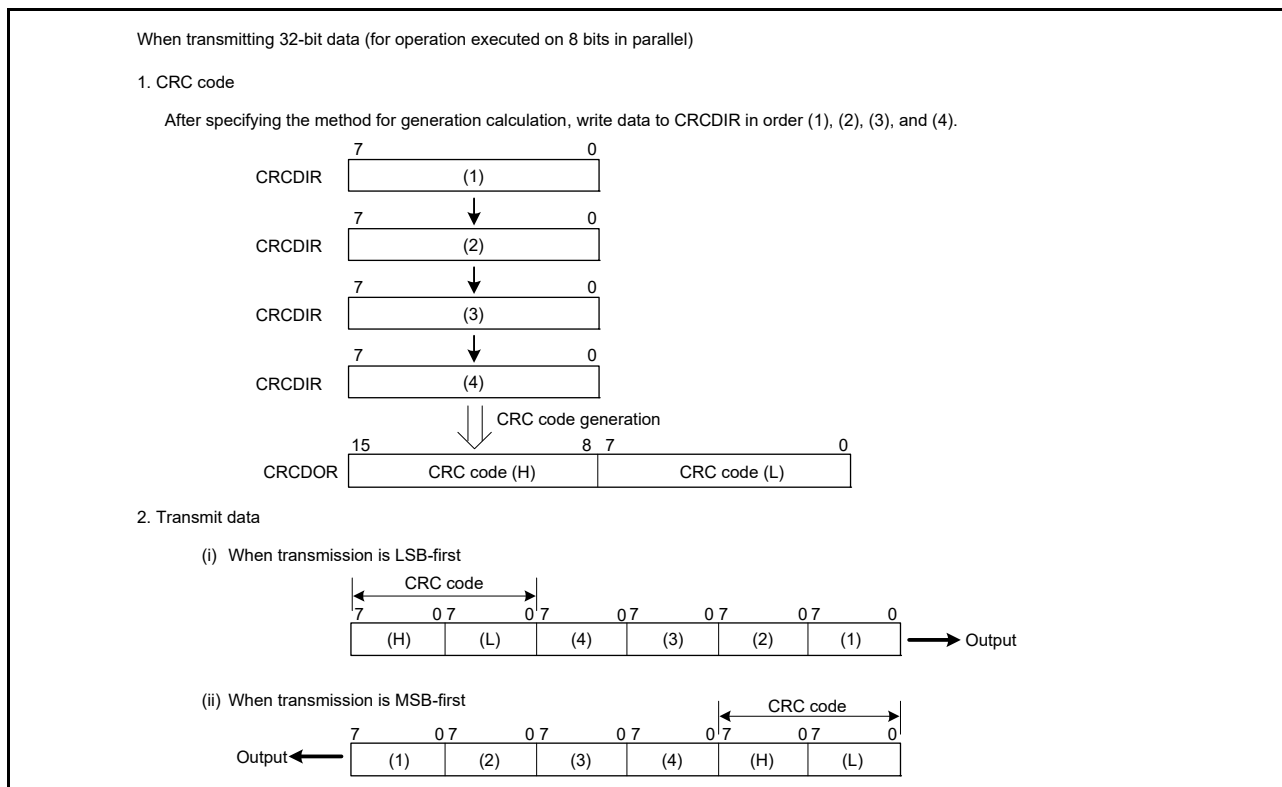 When transmitting 32-bit data (for operation executed on 8 bits in parallel)
1. CRC code
After specifying the method for generation calculation, write data to CRCDIR in order (1), (2), (3), and (4).
7 0
CRCDIR (1)
7 0
CRCDIR (2)
7 0
CRCDIR (3)
7 0
CRCDIR (4)
CRC code generation
15 8 7 0
CRCDOR CRC code (H) CRC code (L)
2. Transmit data
(i) When transmission is LSB-first
CRC code
7 0 7 0 7 0 7 0 7 0 7 0
(H) (L) (4) (3) (2) (1) Output
(ii) When transmission is MSB-first
CRC code
7 0 7 0 7 0 7 0 7 0 7 0
Output (1) (2) (3) (4) (H) (L)